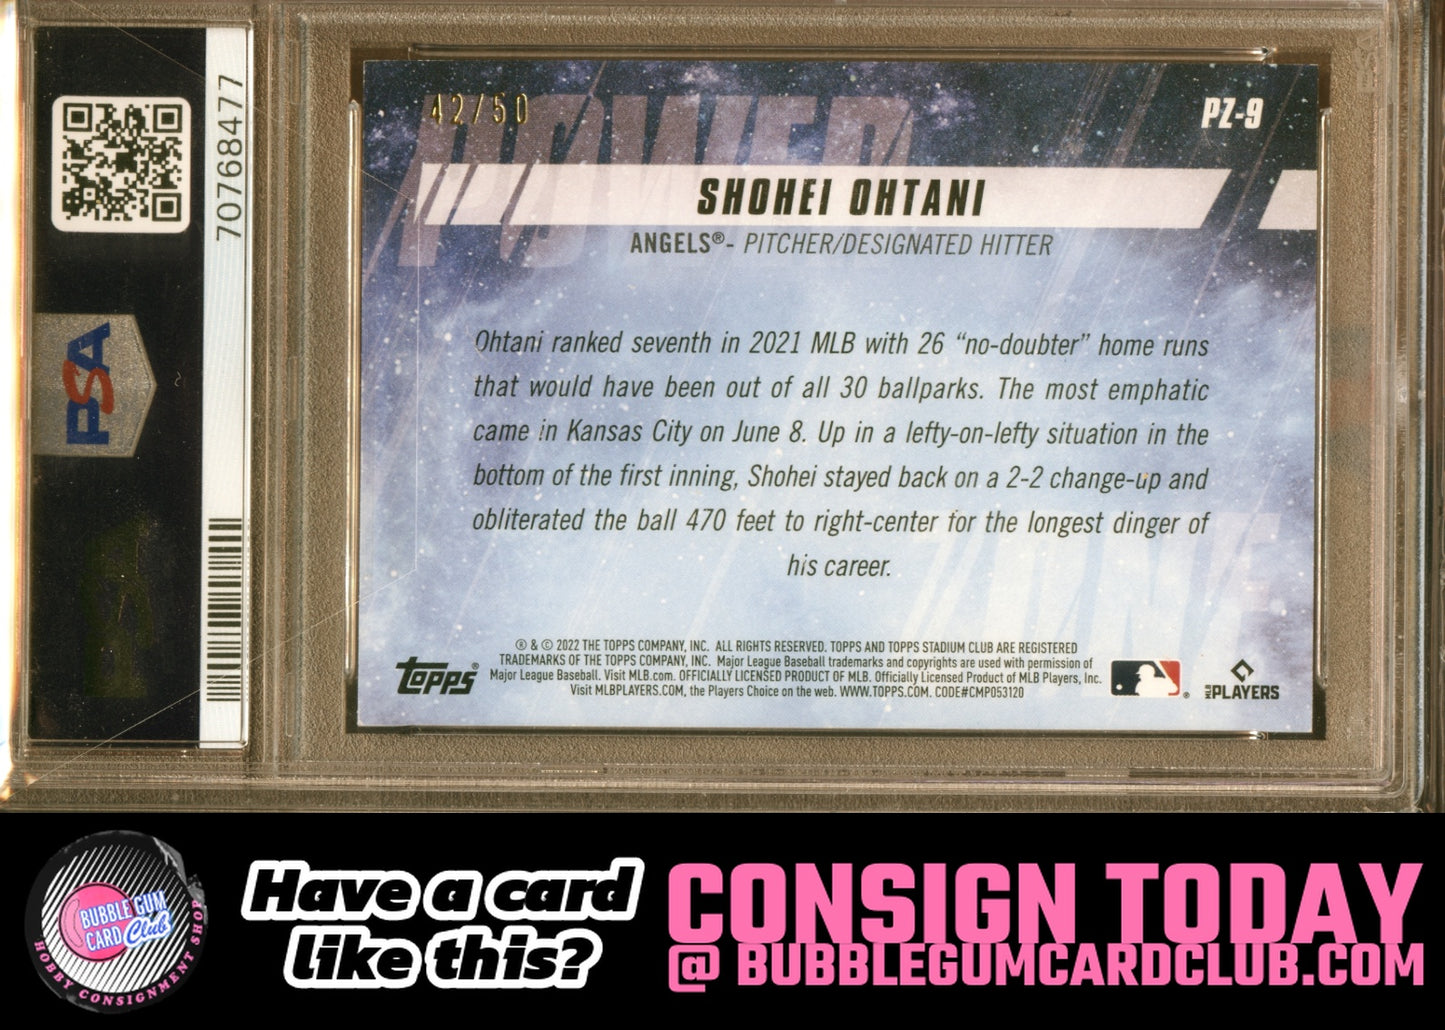 70768477
PSA
42/50
POWER
PZ-9
SHOHEI OHTANI
ANGELS®- PITCHER/DESIGNATED HITTER
Ohtani ranked seventh in 2021 MLB with 26 “no-doubter” home runs
that would have been out of all 30 ballparks. The most emphatic
came in Kansas City on June 8. Up in a lefty-on-lefty situation in the
bottom of the first inning, Shohei stayed back on a 2-2 change-up and
obliterated the ball 470 feet to right-center for the longest dinger of
his career.
ZONE
® & © 2022 THE TOPPS COMPANY, INC. ALL RIGHTS RESERVED. TOPPS AND TOPPS STADIUM CLUB ARE REGISTERED
TRADEMARKS OF THE TOPPS COMPANY, INC. Major League Baseball trademarks and copyrights are used with permission of
Major League Baseball. Visit MLB.com. OFFICIALLY LICENSED PRODUCT OF MLB. Officially Licensed Product of MLB Players, Inc.
Visit MLBPLAYERS.COM, the Players Choice on the web. WWW.TOPPS.COM. CODE#CMP053120
topps®
MLB PLAYERS
BUBBLE GUM
CARD Club
HOBBY CONSIGNMENT SHOP
Have a card
like this?
CONSIGN TODAY
@ BUBBLEGUMCARDCLUB.COM